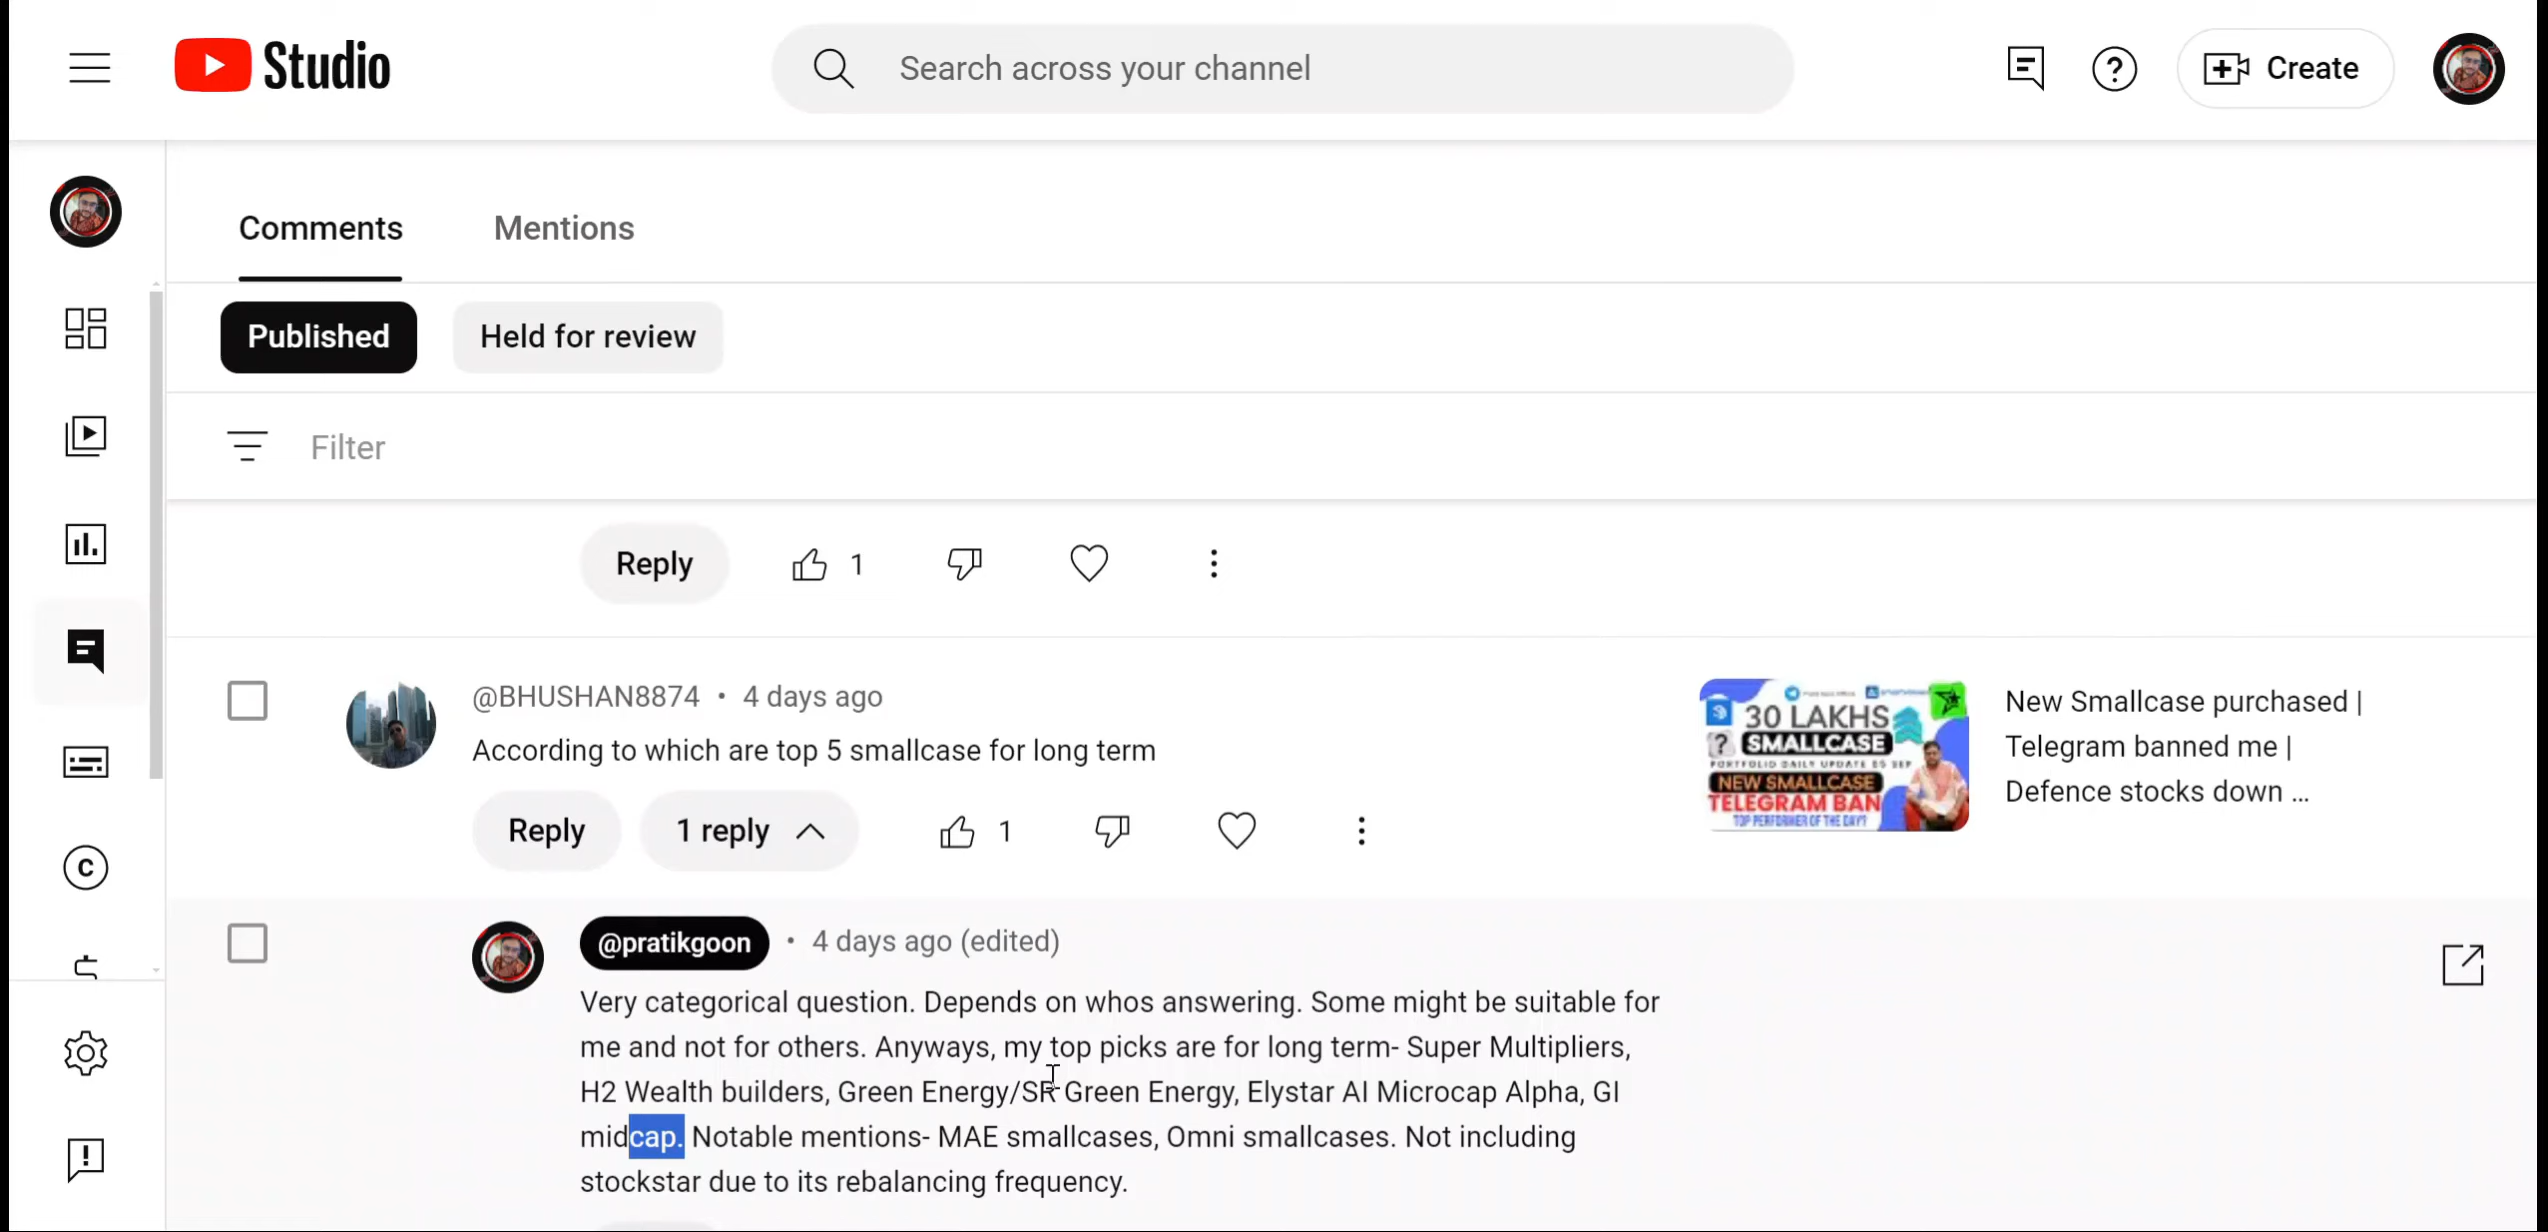 Studio
Search across your channel
Create
Comments
Mentions
Published
Held for review
Filter
Reply
1
@BHUSHAN8874 • 4 days ago
According to which are top 5 smallcase for long term
Reply
1 reply
1
30 LAKHS
SMALLCASE
PORTFOLIO DAILY UPDATE 05 SEP
NEW SMALLCASE
TELEGRAM BAN
TOP PERFORMER OF THE DAY?
New Smallcase purchased |
Telegram banned me |
Defence stocks down ...
@pratikgoon • 4 days ago (edited)
Very categorical question. Depends on whos answering. Some might be suitable for
me and not for others. Anyways, my top picks are for long term- Super Multipliers,
H2 Wealth builders, Green Energy/SR Green Energy, Elystar AI Microcap Alpha, GI
midcap. Notable mentions- MAE smallcases, Omni smallcases. Not including
stockstar due to its rebalancing frequency.